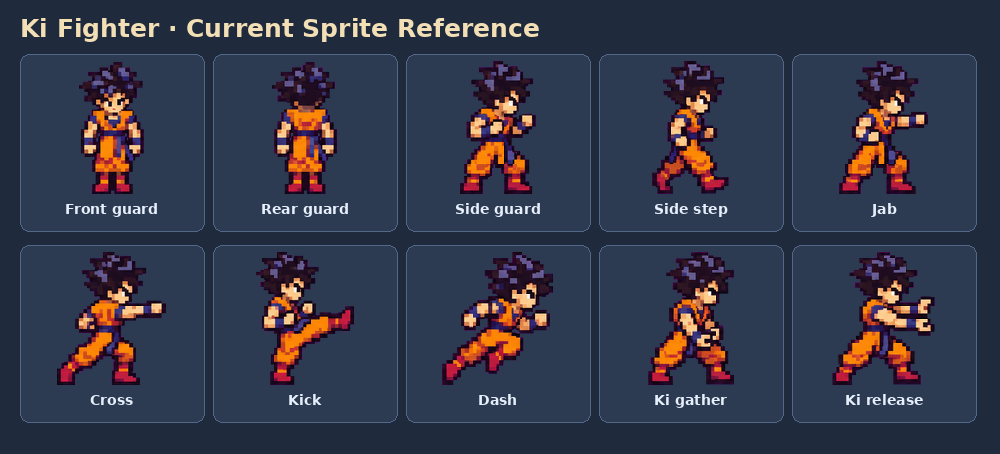 Ki Fighter · Current Sprite Reference
Front guard
Rear guard
Side guard
Side step
Jab
Cross
Kick
Dash
Ki gather
Ki release